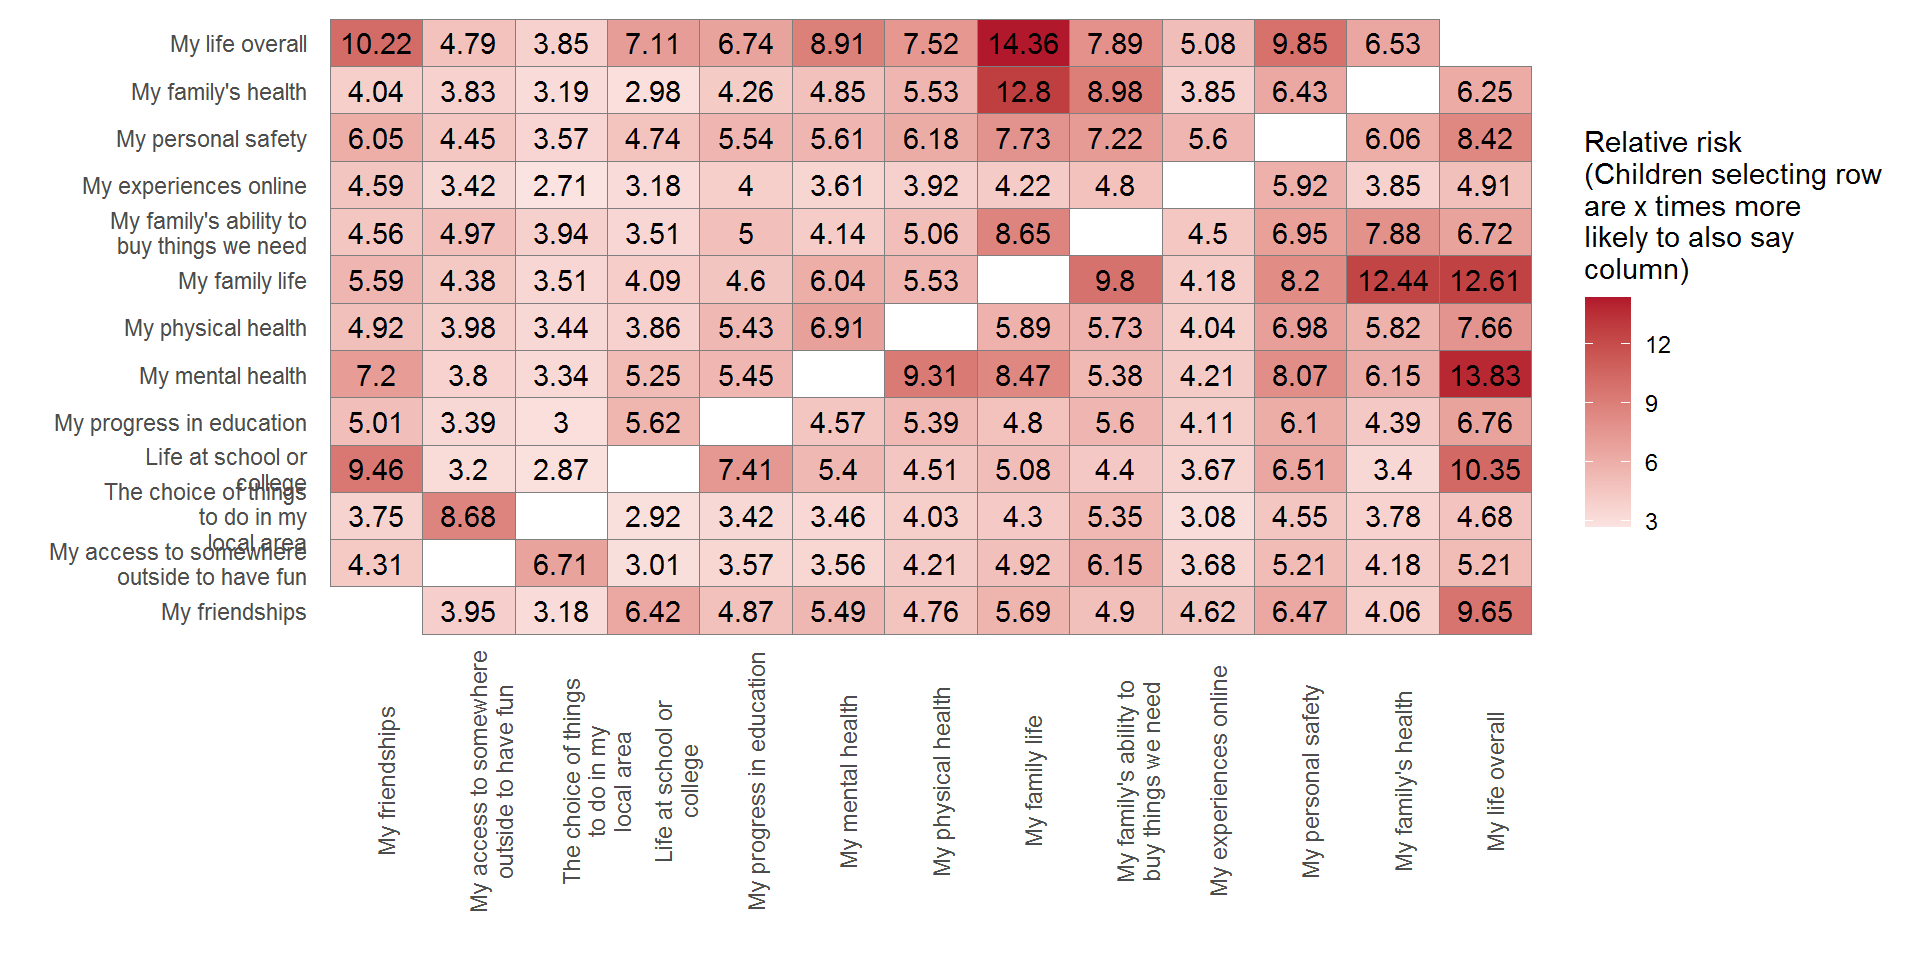 My life overall
10.22 4.79 3.85 7.11 6.74 8.91 7.52 14.36 7.89 5.08 9.85 6.53
My family's health
4.04 3.83 3.19 2.98 4.26 4.85 5.53 12.8 8.98 3.85 6.43 6.25
My personal safety
6.05 4.45 3.57 4.74 5.54 5.61 6.18 7.73 7.22 5.6 6.06 8.42
My experiences online
4.59 3.42 2.71 3.18 4 3.61 3.92 4.22 4.8 5.92 3.85 4.91
My family's ability to
buy things we need
4.56 4.97 3.94 3.51 5 4.14 5.06 8.65 4.5 6.95 7.88 6.72
My family life
5.59 4.38 3.51 4.09 4.6 6.04 5.53 9.8 4.18 8.2 12.44 12.61
My physical health
4.92 3.98 3.44 3.86 5.43 6.91 5.89 5.73 4.04 6.98 5.82 7.66
My mental health
7.2 3.8 3.34 5.25 5.45 9.31 8.47 5.38 4.21 8.07 6.15 13.83
My progress in education
5.01 3.39 3 5.62 4.57 5.39 4.8 5.6 4.11 6.1 4.39 6.76
Life at school or
college
9.46 3.2 2.87 7.41 5.4 4.51 5.08 4.4 3.67 6.51 3.4 10.35
The choice of things
to do in my
local area
3.75 8.68 2.92 3.42 3.46 4.03 4.3 5.35 3.08 4.55 3.78 4.68
My access to somewhere
outside to have fun
4.31 6.71 3.01 3.57 3.56 4.21 4.92 6.15 3.68 5.21 4.18 5.21
My friendships
3.95 3.18 6.42 4.87 5.49 4.76 5.69 4.9 4.62 6.47 4.06 9.65
My friendships
My access to somewhere
outside to have fun
The choice of things
to do in my
local area
Life at school or
college
My progress in education
My mental health
My physical health
My family life
My family's ability to
buy things we need
My experiences online
My personal safety
My family's health
My life overall
Relative risk
(Children selecting row
are x times more
likely to also say
column)
12
9
6
3